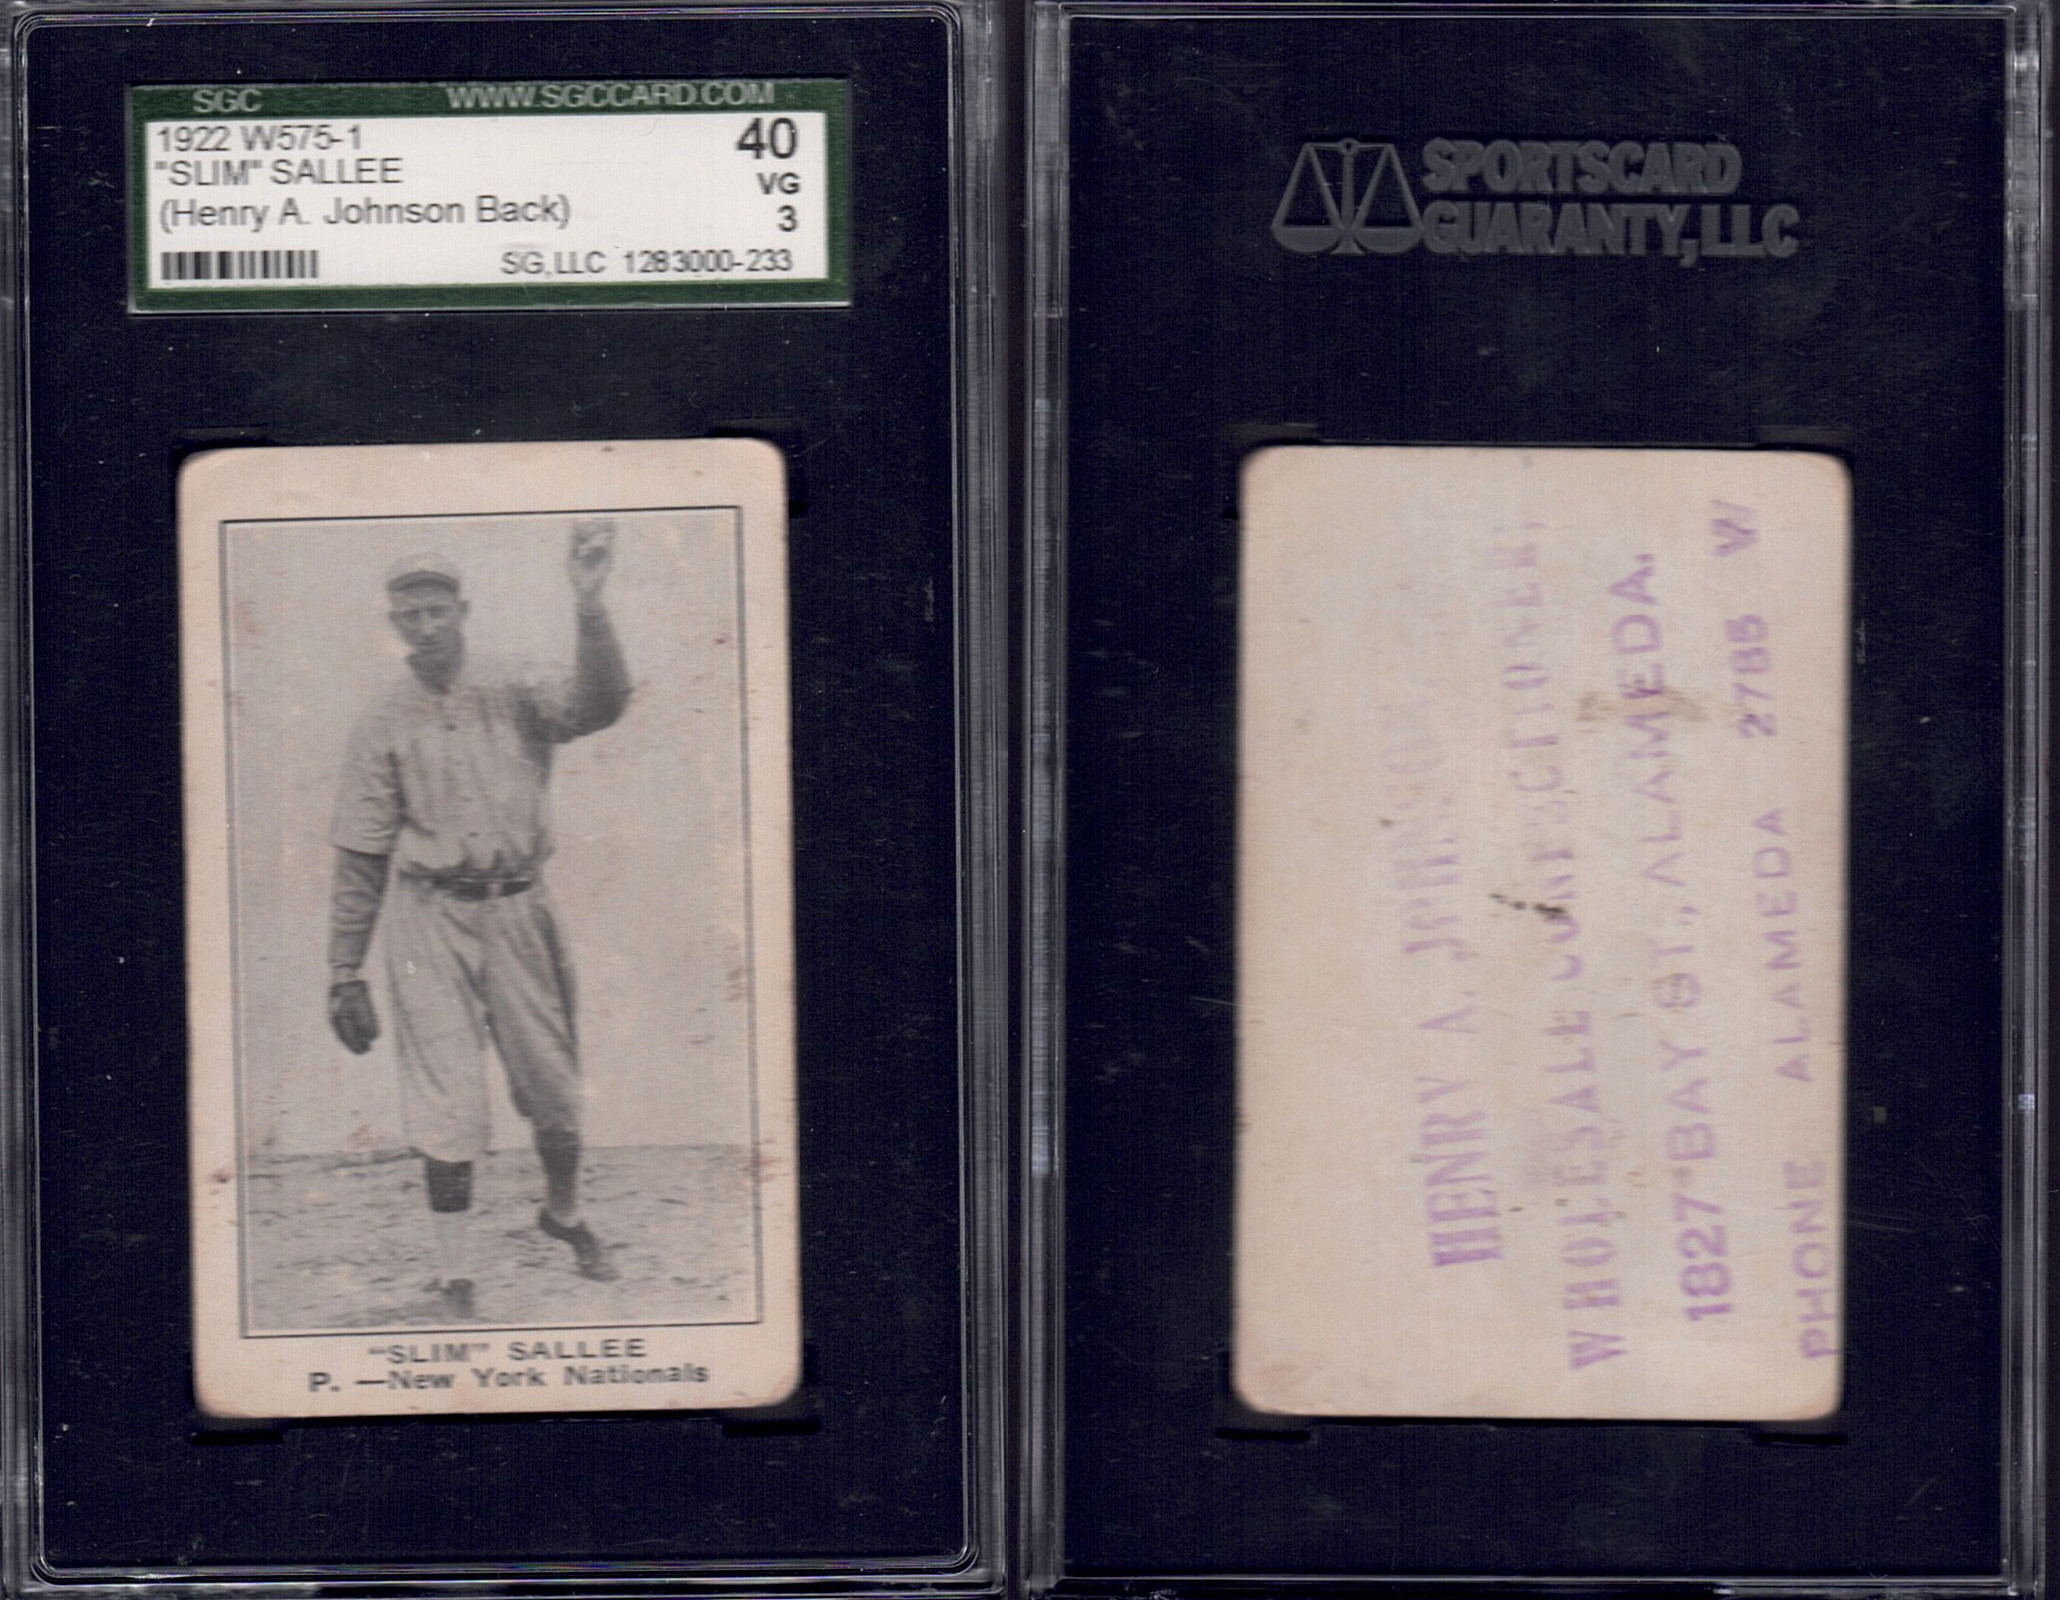 SGC WWW.SGCCARD.COM
1922 W575-1 40
"SLIM" SALLEE VG
(Henry A. Johnson Back) 3
SG,LLC 1283000-233
"SLIM" SALLEE
P. —New York Nationals
SPORTSCARD
GUARANTY, LLC
HENRY A. JOHNSON,
WHOLESALE CONFECTIONER,
1827 BAY ST., ALAMEDA.
PHONE ALAMEDA 2785 W